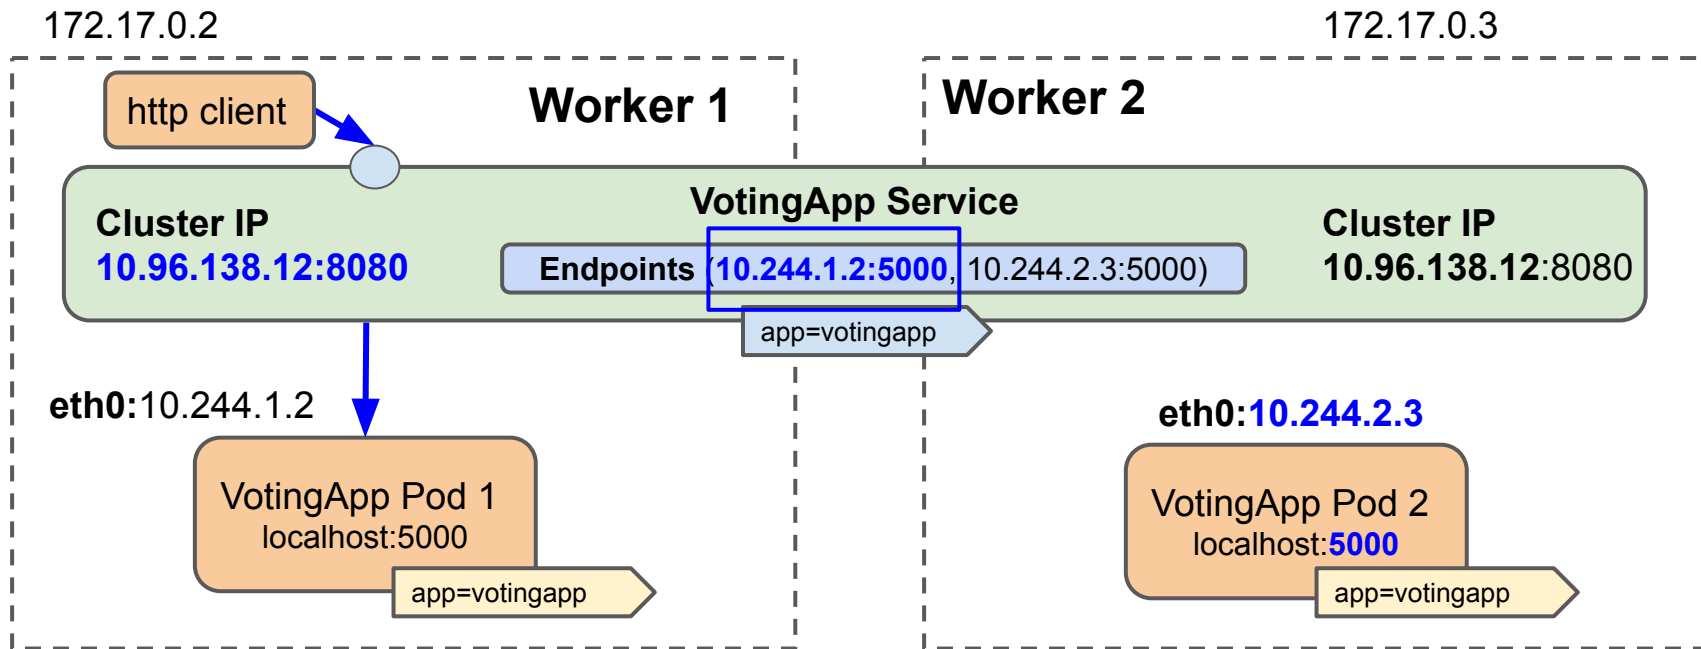 172.17.0.2
172.17.0.3
http client
Worker 1
Worker 2
VotingApp Service
Cluster IP
10.96.138.12:8080
Endpoints (10.244.1.2:5000, 10.244.2.3:5000)
Cluster IP
10.96.138.12:8080
app=votingapp
eth0:10.244.1.2
eth0:10.244.2.3
VotingApp Pod 1
localhost:5000
app=votingapp
VotingApp Pod 2
localhost:5000
app=votingapp